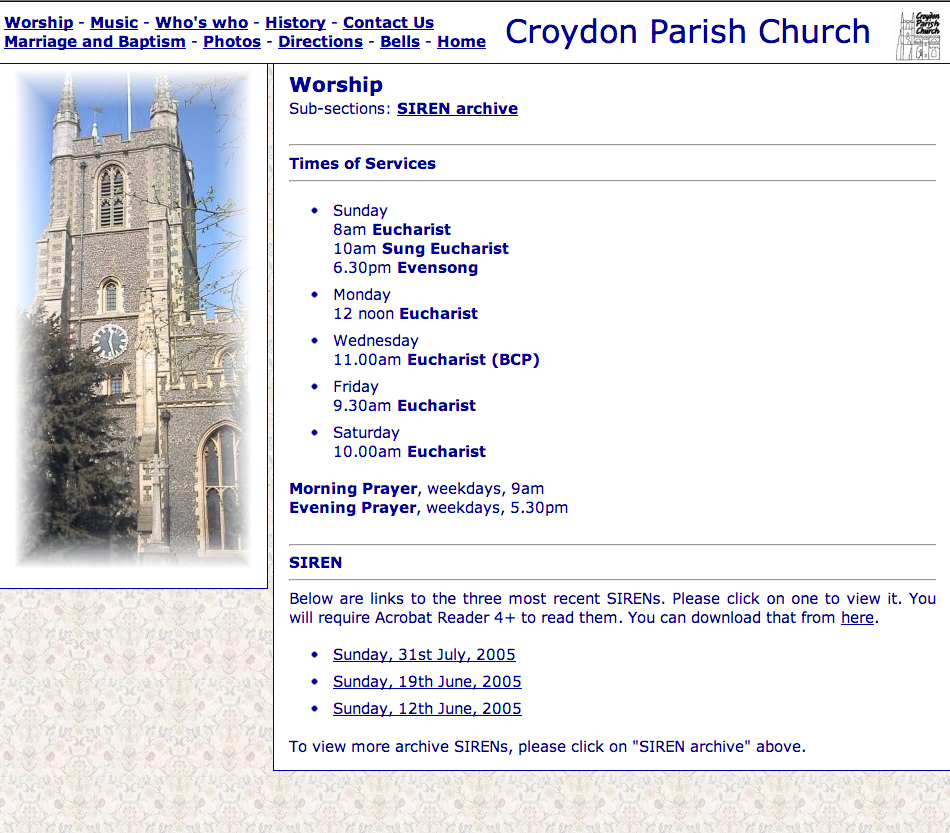 Worship - Music - Who's who - History - Contact Us
Marriage and Baptism - Photos - Directions - Bells - Home
Croydon Parish Church
Croydon
Parish
Church
Worship
Sub-sections: SIREN archive
Times of Services
Sunday
8am Eucharist
10am Sung Eucharist
6.30pm Evensong
Monday
12 noon Eucharist
Wednesday
11.00am Eucharist (BCP)
Friday
9.30am Eucharist
Saturday
10.00am Eucharist
Morning Prayer, weekdays, 9am
Evening Prayer, weekdays, 5.30pm
SIREN
Below are links to the three most recent SIRENs. Please click on one to view it. You
will require Acrobat Reader 4+ to read them. You can download that from here.
Sunday, 31st July, 2005
Sunday, 19th June, 2005
Sunday, 12th June, 2005
To view more archive SIRENs, please click on "SIREN archive" above.